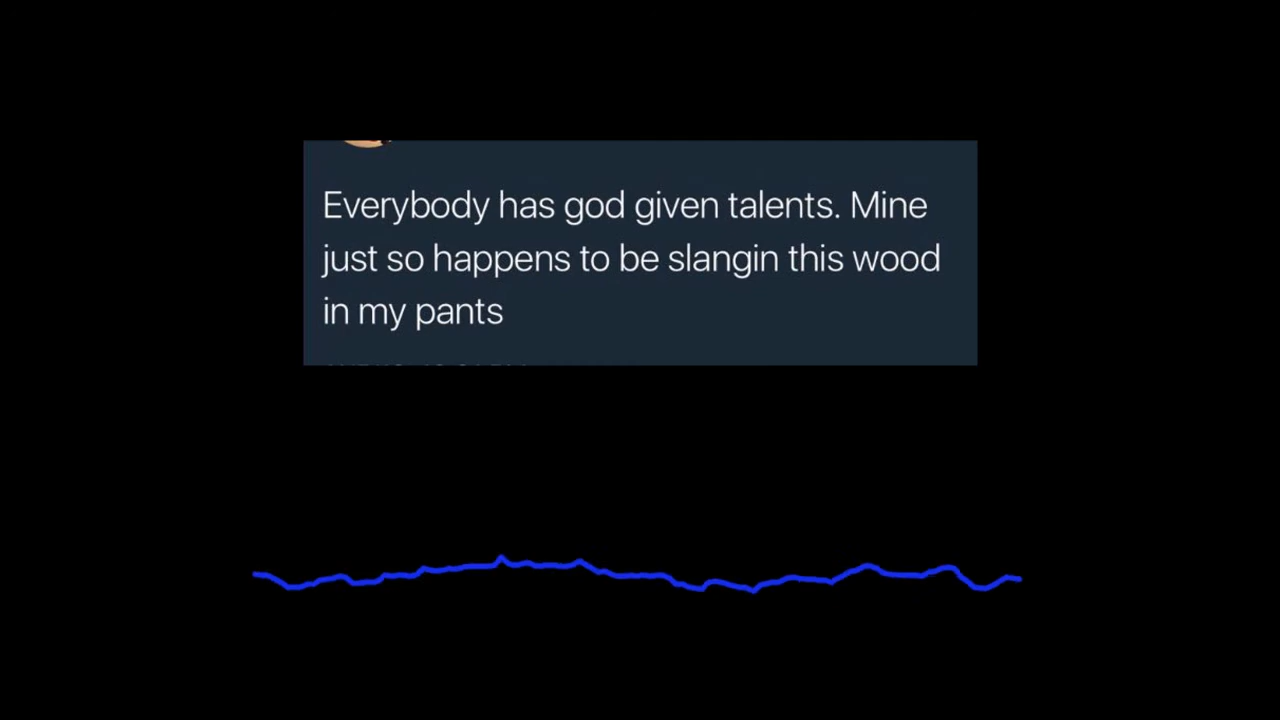 Everybody has god given talents. Mine
just so happens to be slangin this wood
in my pants